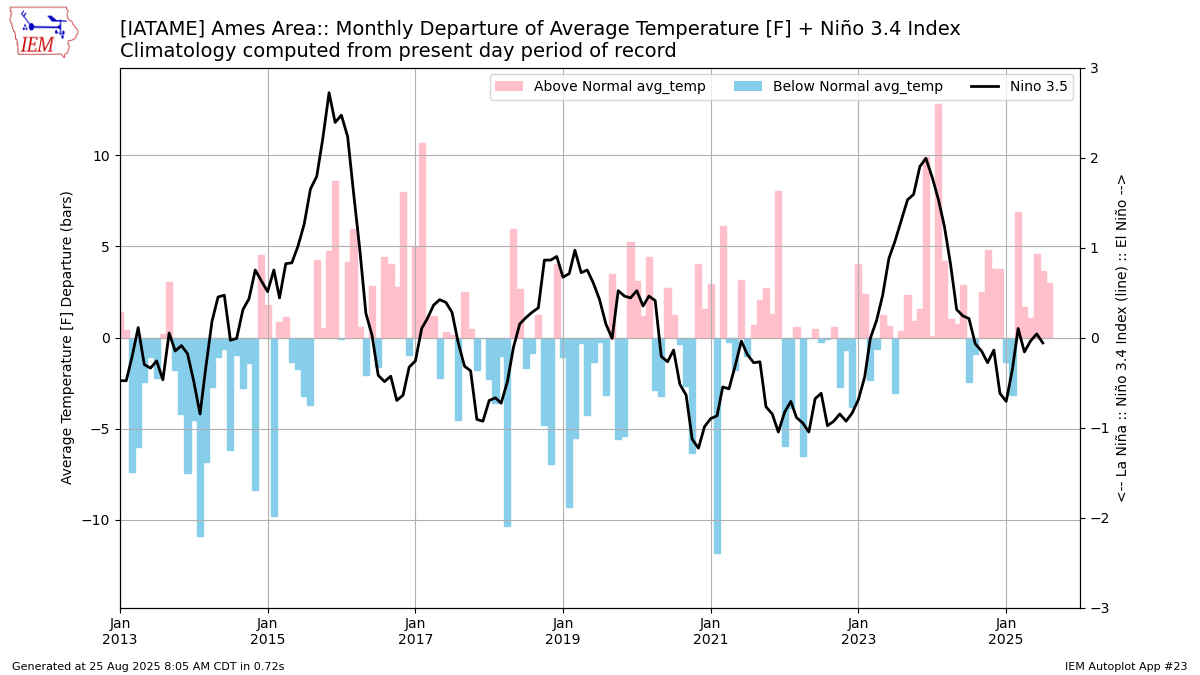 IEM
[IATAME] Ames Area:: Monthly Departure of Average Temperature [F] + Niño 3.4 Index
Climatology computed from present day period of record
Above Normal avg_temp
Below Normal avg_temp
Nino 3.5
Average Temperature [F] Departure (bars)
10
5
0
−5
−10
3
2
1
0
−1
−2
−3
<-- La Niña :: Niño 3.4 Index (line) :: El Niño -->
Jan
2013
Jan
2015
Jan
2017
Jan
2019
Jan
2021
Jan
2023
Jan
2025
Generated at 25 Aug 2025 8:05 AM CDT in 0.72s
IEM Autoplot App #23